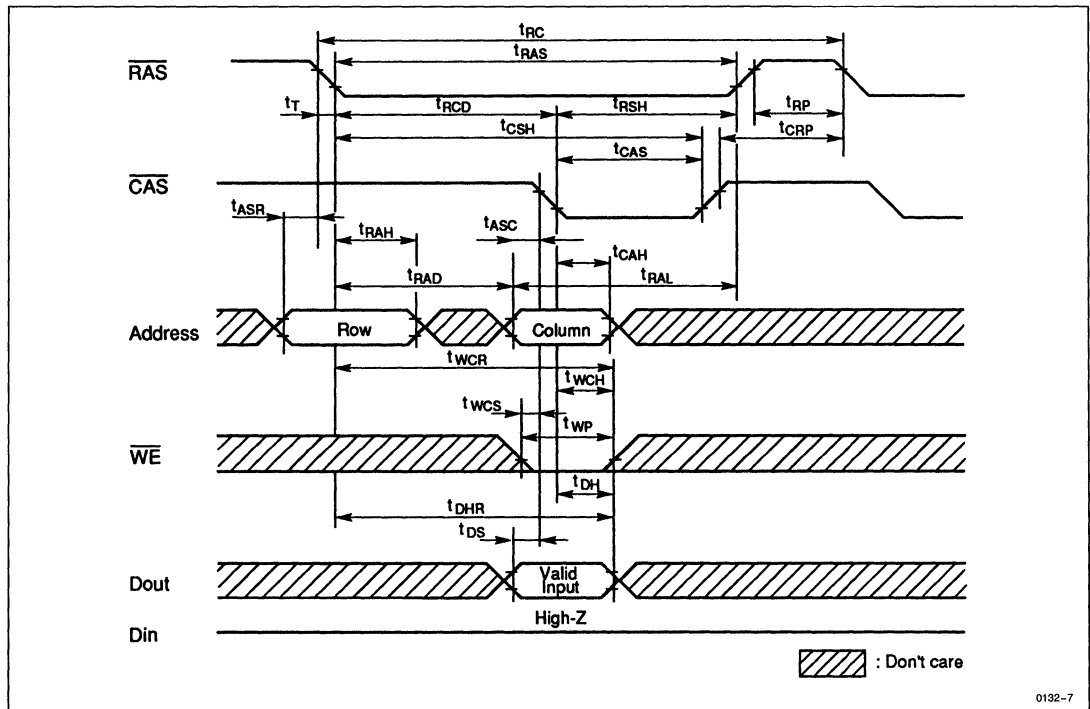 tRC
RAS
tRAS
tT
tRCD
tRSH
tRP
tCSH
tCRP
tCAS
CAS
tASR
tRAH
tASC
tCAH
tRAD
tRAL
Address
Row
Column
tWCR
tWCH
tWCS
tWP
WE
tDH
tDHR
tDS
Dout
Valid
Input
High-Z
Din
: Don't care
0132-7